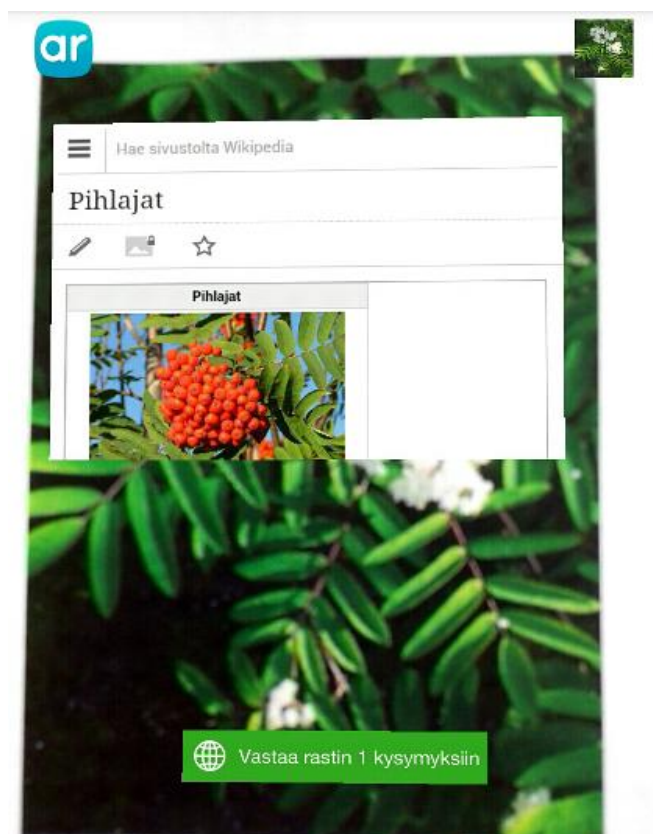 ar
Hae sivustolta Wikipedia
Pihlajat
Pihlajat
Vastaa rastin 1 kysymyksiin